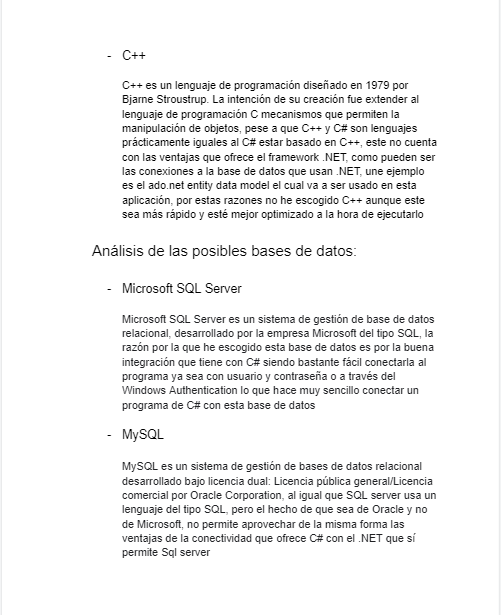 - C++
C++ es un lenguaje de programación diseñado en 1979 por
Bjarne Stroustrup. La intención de su creación fue extender al
lenguaje de programación C mecanismos que permiten la
manipulación de objetos, pese a que C++ y C# son lenguajes
prácticamente iguales al C# estar basado en C++, este no cuenta
con las ventajas que ofrece el framework .NET, como pueden ser
las conexiones a la base de datos que usan .NET, une ejemplo
es el ado.net entity data model el cual va a ser usado en esta
aplicación, por estas razones no he escogido C++ aunque este
sea más rápido y esté mejor optimizado a la hora de ejecutarlo
Análisis de las posibles bases de datos:
- Microsoft SQL Server
Microsoft SQL Server es un sistema de gestión de base de datos
relacional, desarrollado por la empresa Microsoft del tipo SQL, la
razón por la que he escogido esta base de datos es por la buena
integración que tiene con C# siendo bastante fácil conectarla al
programa ya sea con usuario y contraseña o a través del
Windows Authentication lo que hace muy sencillo conectar un
programa de C# con esta base de datos
- MySQL
MySQL es un sistema de gestión de bases de datos relacional
desarrollado bajo licencia dual: Licencia pública general/Licencia
comercial por Oracle Corporation, al igual que SQL server usa un
lenguaje del tipo SQL, pero el hecho de que sea de Oracle y no
de Microsoft, no permite aprovechar de la misma forma las
ventajas de la conectividad que ofrece C# con el .NET que sí
permite Sql server